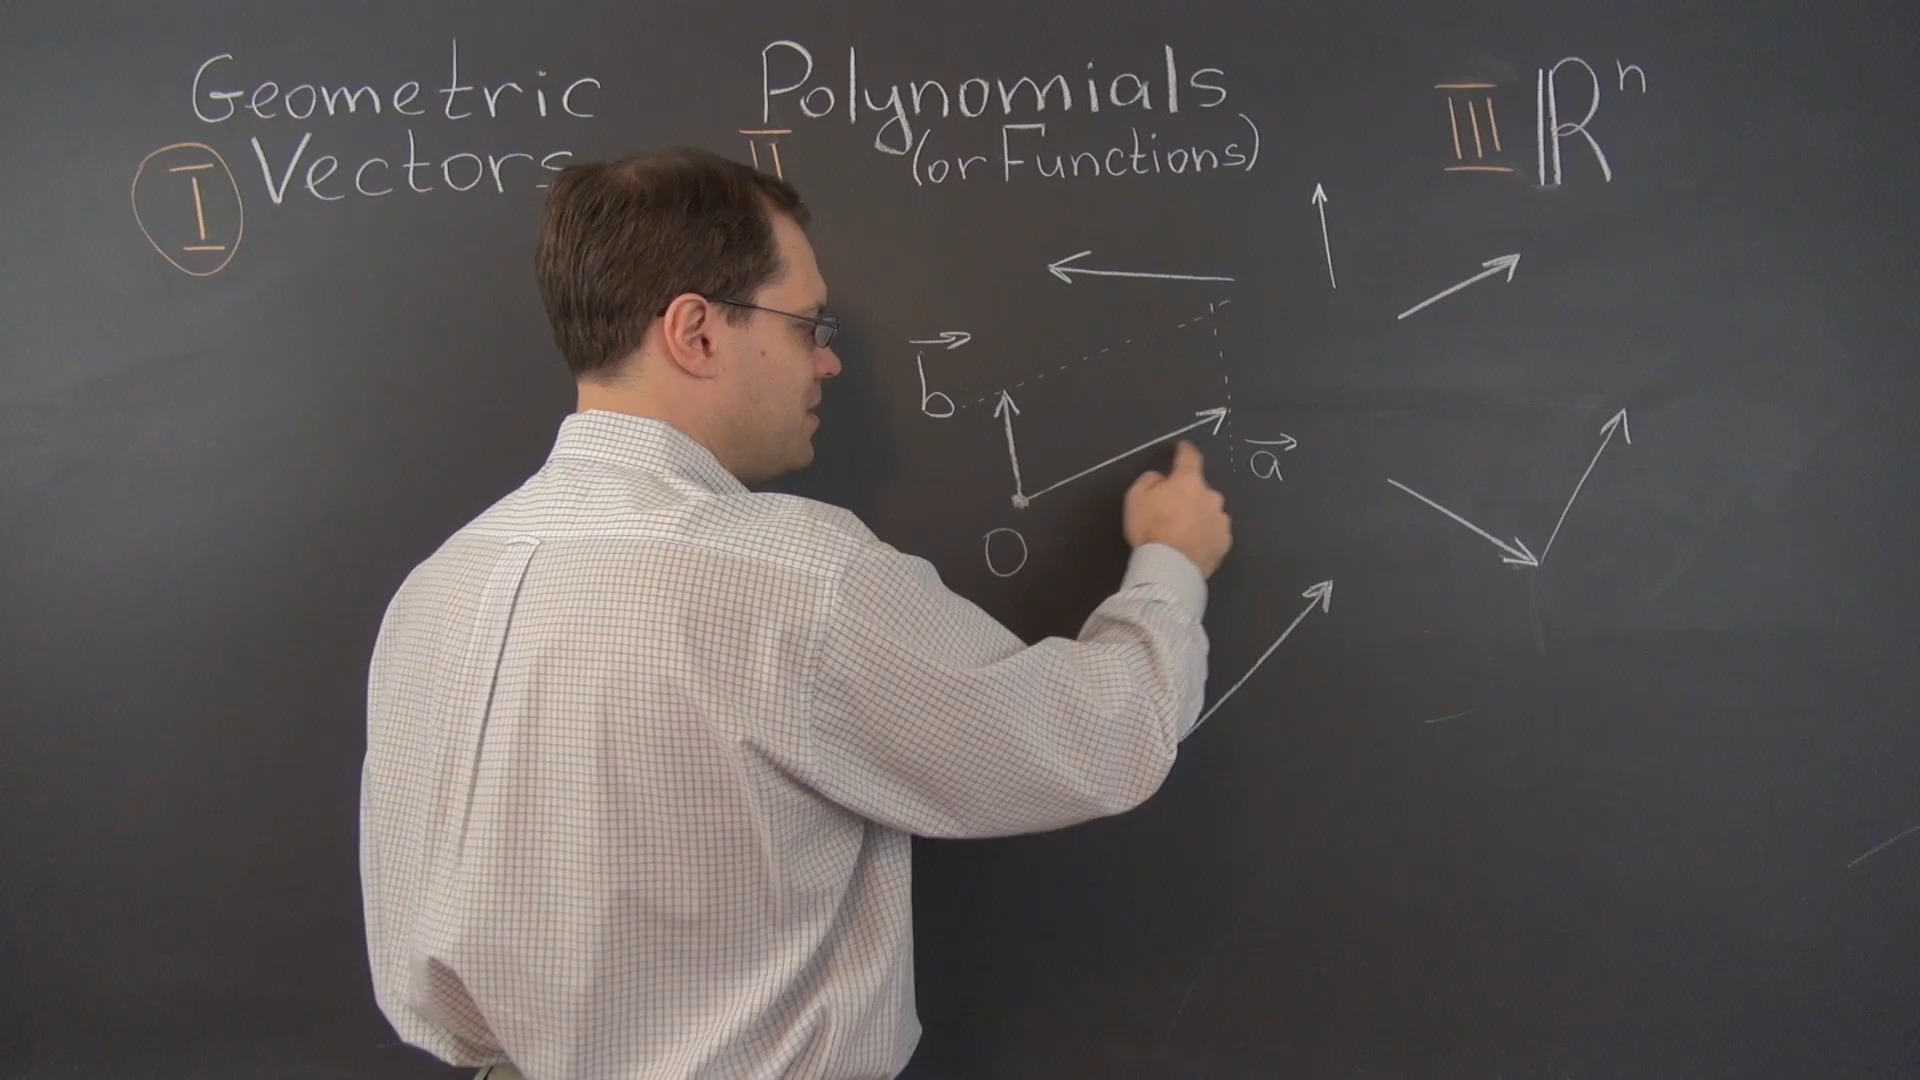 Geometric
I Vectors
Polynomials
II (or Functions)
III ℝⁿ
b⃗
a⃗
O